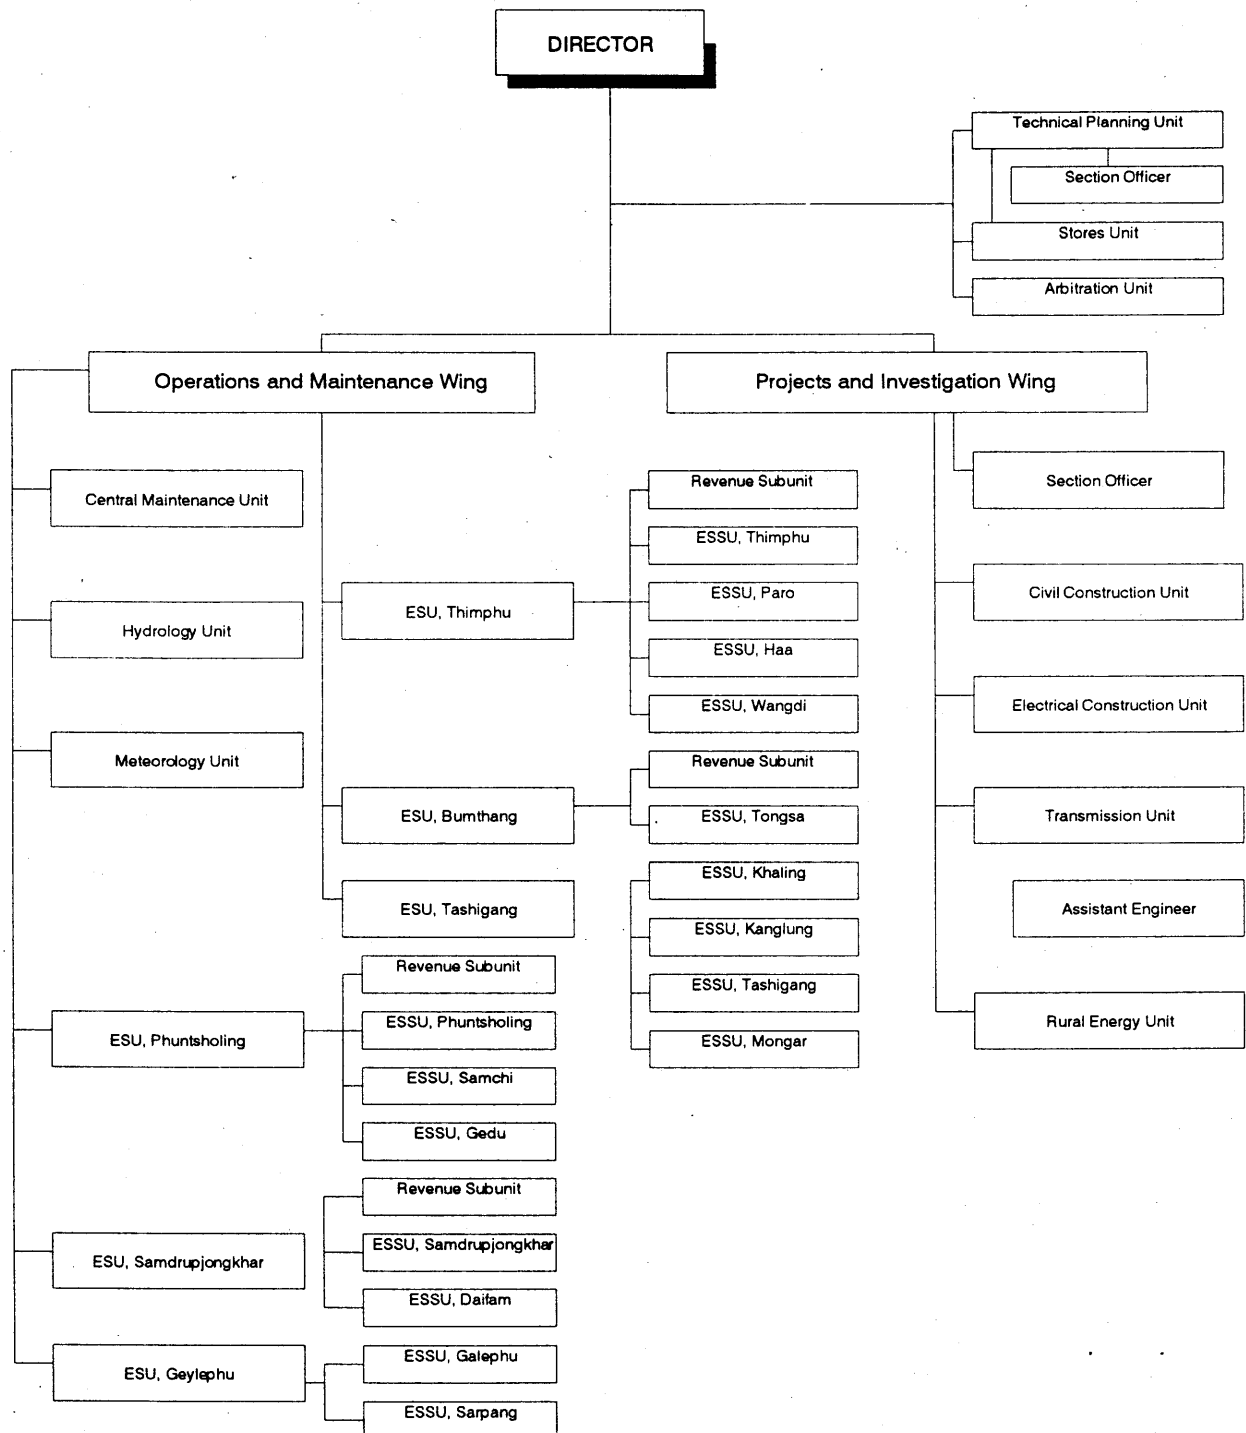 DIRECTOR
Technical Planning Unit
Section Officer
Stores Unit
Arbitration Unit
Operations and Maintenance Wing
Projects and Investigation Wing
Central Maintenance Unit
Hydrology Unit
Meteorology Unit
ESU, Thimphu
Revenue Subunit
ESSU, Thimphu
ESSU, Paro
ESSU, Haa
ESSU, Wangdi
ESU, Bumthang
Revenue Subunit
ESSU, Tongsa
ESU, Tashigang
ESSU, Khaling
ESSU, Kanglung
ESSU, Tashigang
ESSU, Mongar
ESU, Phuntsholing
Revenue Subunit
ESSU, Phuntsholing
ESSU, Samchi
ESSU, Gedu
ESU, Samdrupjongkhar
Revenue Subunit
ESSU, Samdrupjongkhar
ESSU, Daifam
ESU, Geylephu
ESSU, Galephu
ESSU, Sarpang
Section Officer
Civil Construction Unit
Electrical Construction Unit
Transmission Unit
Assistant Engineer
Rural Energy Unit